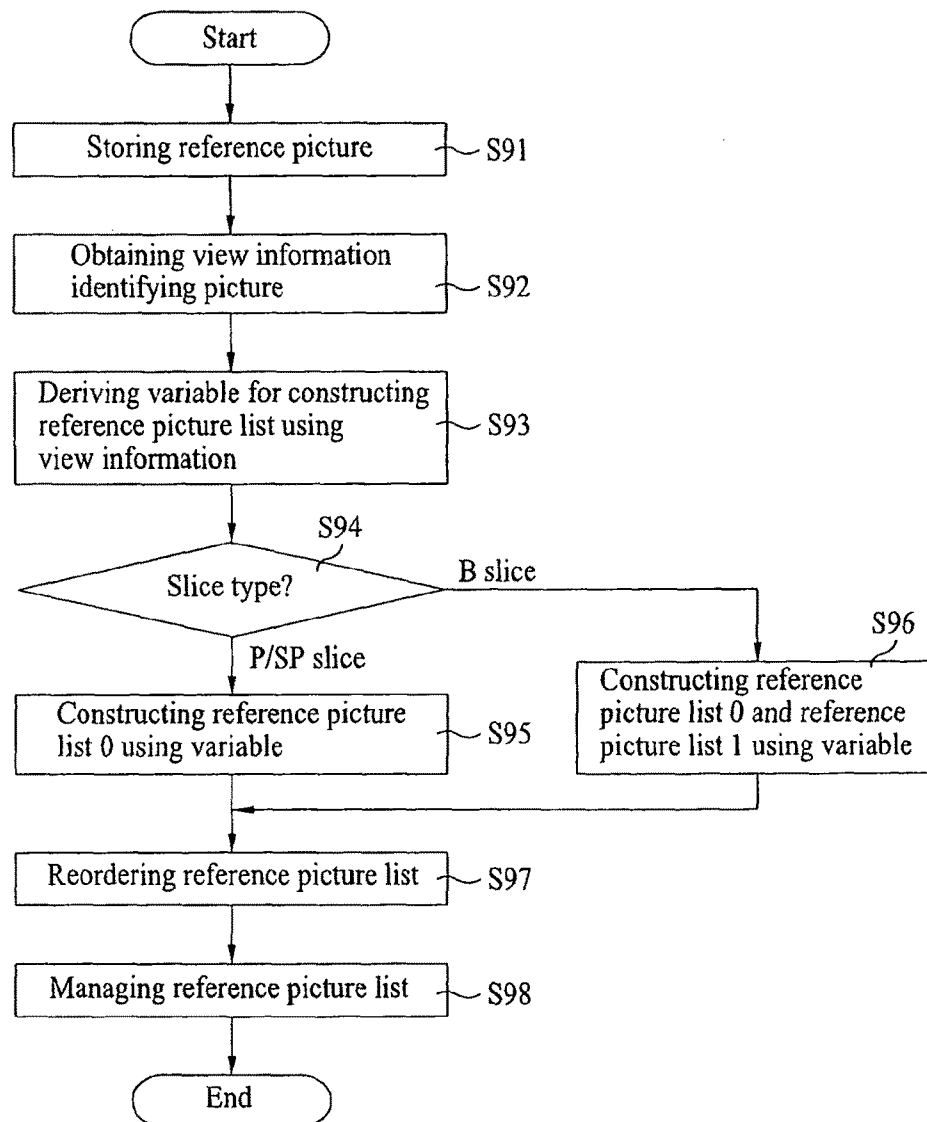 Start
Storing reference picture
S91
Obtaining view information
identifying picture
S92
Deriving variable for constructing
reference picture list using
view information
S93
S94
Slice type?
B slice
P/SP slice
S96
Constructing reference picture
list 0 using variable
S95
Constructing reference
picture list 0 and reference
picture list 1 using variable
Reordering reference picture list
S97
Managing reference picture list
S98
End